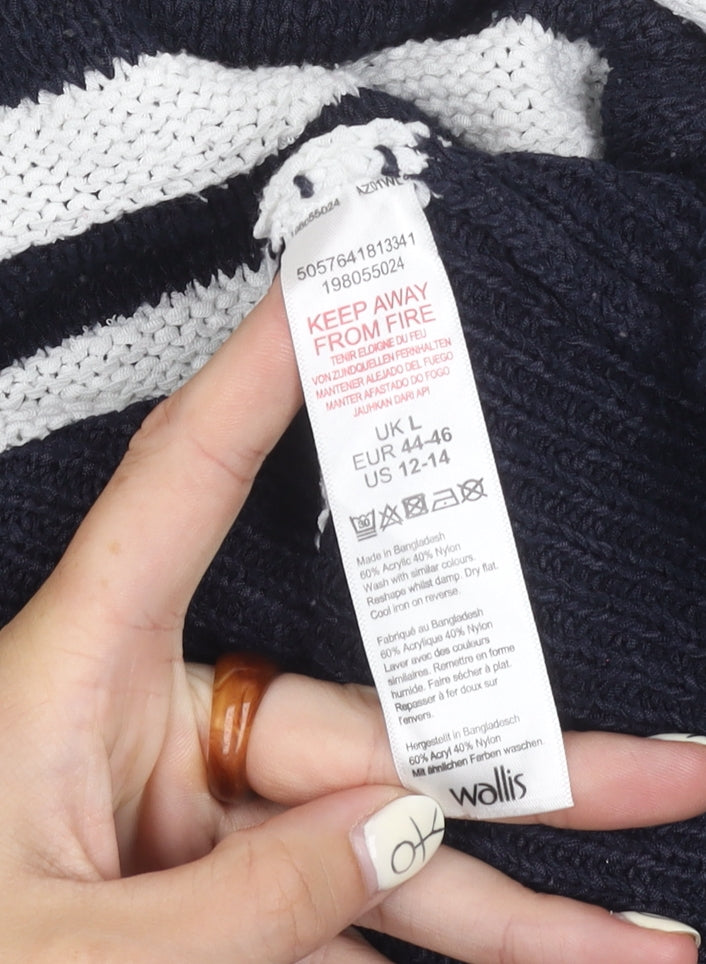 198055024 AZ01WL
5057641813341
198055024
KEEP AWAY
FROM FIRE
TENIR ELOIGNE DU FEU
VON ZUNDQUELLEN FERNHALTEN
MANTENER ALEJADO DEL FUEGO
MANTER AFASTADO DO FOGO
JAUHKAN DARI API
UK L
EUR 44-46
US 12-14
Made in Bangladesh
60% Acrylic 40% Nylon
Wash with similar colours.
Reshape whilst damp. Dry flat.
Cool iron on reverse.
Fabriqué au Bangladesh
60% Acrylique 40% Nylon
Laver avec des couleurs
similaires. Remettre en forme
humide. Faire sécher à plat.
Repasser à fer doux sur
l'envers.
Hergestellt in Bangladesch
60% Acryl 40% Nylon
Mit ähnlichen Farben waschen.
wallis